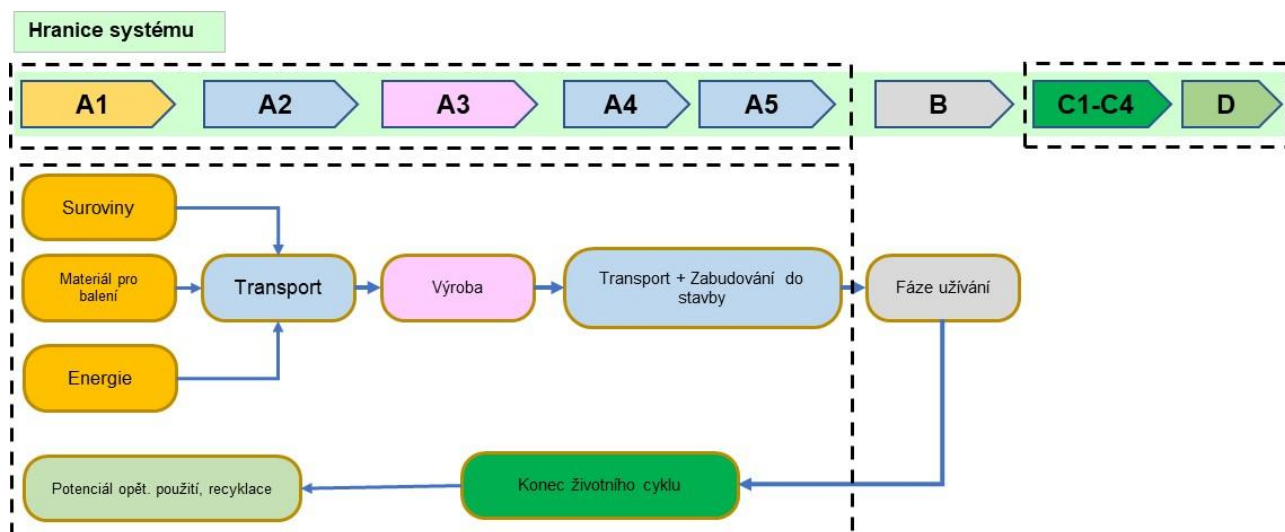 Hranice systému
A1
A2
A3
A4
A5
B
C1-C4
D
Suroviny
Materiál pro
balení
Energie
Transport
Výroba
Transport + Zabudování do
stavby
Fáze užívání
Potenciál opět. použití, recyklace
Konec životního cyklu